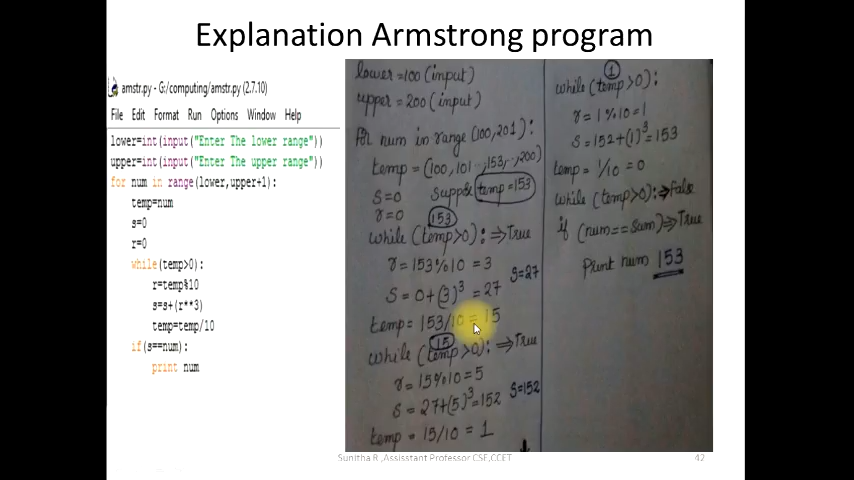 Explanation Armstrong program
amstr.py - G:/computing/amstr.py (2.7.10)
File Edit Format Run Options Window Help
lower=int(input("Enter The lower range"))
upper=int(input("Enter The upper range"))
for num in range(lower,upper+1):
temp=num
s=0
r=0
while(temp>0):
r=temp%10
s=s+(r**3)
temp=temp/10
if(s==num):
print num
lower=100 (input)
upper=200 (input)
for num in range (100,201):
temp=(100,101--,153,--,200)
S=0 Suppose temp=153
r=0 153
while (temp>0): ⇒True
r=153%10 = 3
S=27
S = 0+(3)³ = 27
temp= 153/10 = 15
15
while (temp>0): ⇒True
r=15%10=5
S=152
S = 27+(5)³=152
temp = 15/10 = 1
1
while (temp>0):
r=1%10=1
S=152+(1)³=153
temp= 1/10 = 0
while (temp>0):⇒False
if (num==sum)⇒True
Print num 153
Sunitha R ,Assisstant Professor CSE,CCET
42